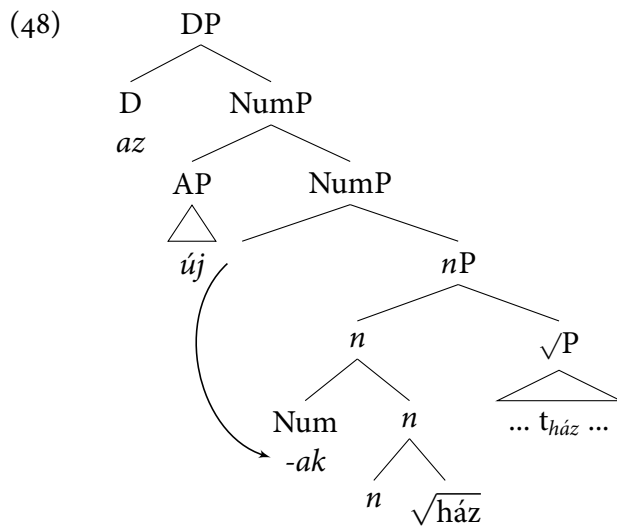 (48) DP
D NumP
az
AP NumP
új nP
n √P
Num n ... t_ház ...
-ak
n √ház